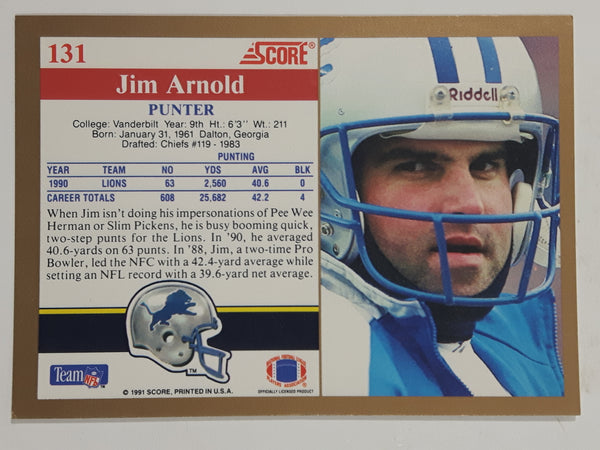 131
SCORE®
Jim Arnold
PUNTER
College: Vanderbilt Year: 9th Ht.: 6'3'' Wt.: 211
Born: January 31, 1961 Dalton, Georgia
Drafted: Chiefs #119 - 1983
PUNTING
YEAR TEAM NO YDS AVG BLK
1990 LIONS 63 2,560 40.6 0
CAREER TOTALS 608 25,682 42.2 4
When Jim isn't doing his impersonations of Pee Wee
Herman or Slim Pickens, he is busy booming quick,
two-step punts for the Lions. In '90, he averaged
40.6-yards on 63 punts. In '88, Jim, a two-time Pro
Bowler, led the NFC with a 42.4-yard average while
setting an NFL record with a 39.6-yard net average.
TM
Team NFL
NATIONAL FOOTBALL LEAGUE
PLAYERS ASSOCIATION
OFFICIALLY LICENSED PRODUCT
© 1991 SCORE, PRINTED IN U.S.A.
Riddell